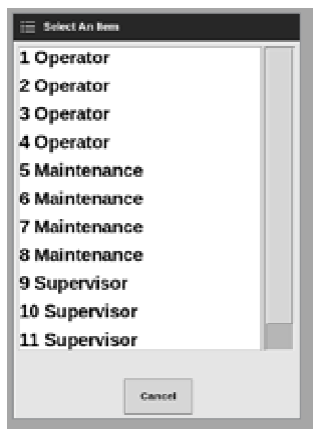 Select An Item
1 Operator
2 Operator
3 Operator
4 Operator
5 Maintenance
6 Maintenance
7 Maintenance
8 Maintenance
9 Supervisor
10 Supervisor
11 Supervisor
Cancel